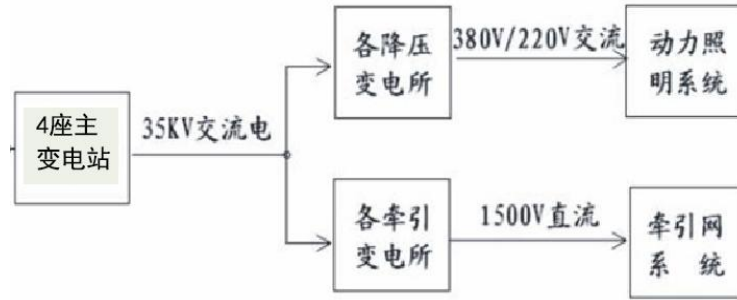 4座主
变电站
35KV交流电
各降压
变电所
380V/220V交流
动力照
明系统
各牵引
变电所
1500V直流
牵引网
系 统